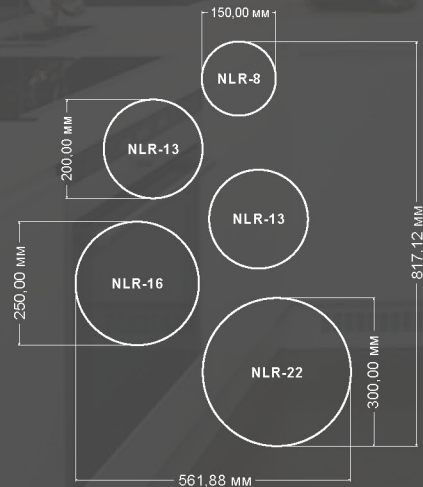 150,00 мм
NLR-8
200,00 мм
NLR-13
NLR-13
817,12 мм
250,00 мм
NLR-16
NLR-22
300,00 мм
561,88 мм